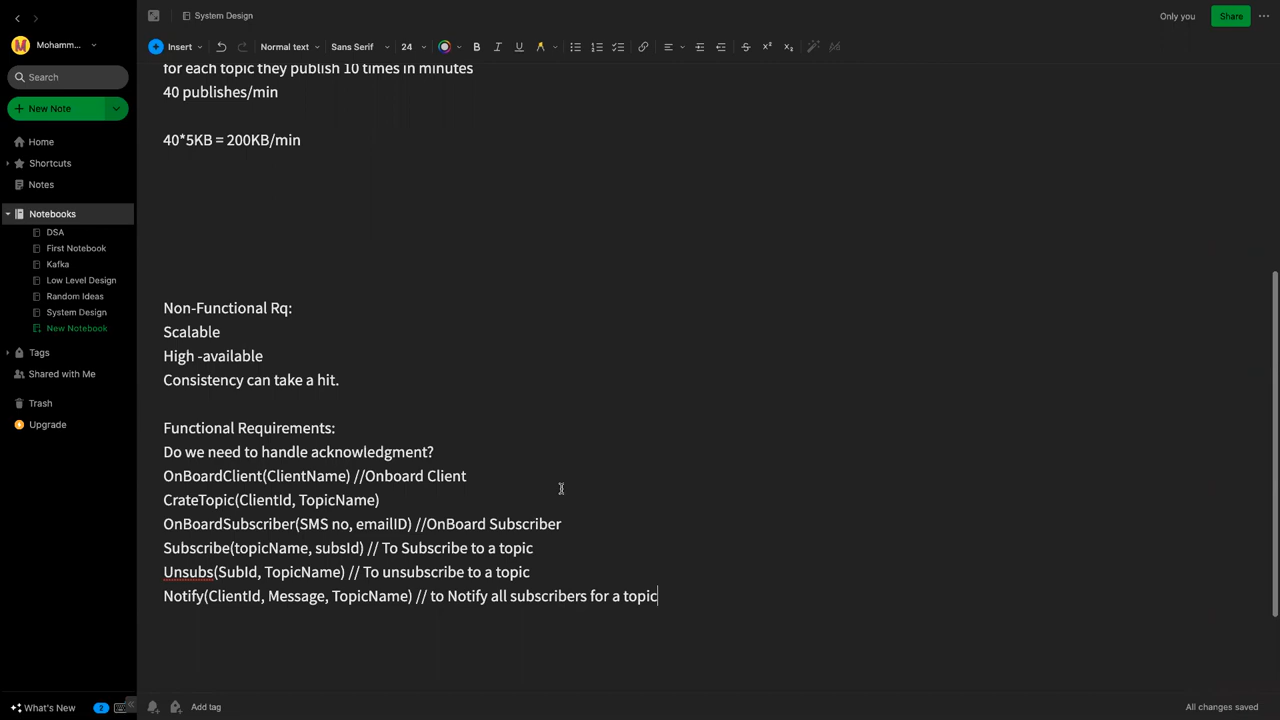 System Design
Only you
Share
Mohamm...
Insert
Normal text
Sans Serif
24
Search
New Note
Home
Shortcuts
Notes
Notebooks
DSA
First Notebook
Kafka
Low Level Design
Random Ideas
System Design
New Notebook
Tags
Shared with Me
Trash
Upgrade
for each topic they publish 10 times in minutes
40 publishes/min
40*5KB = 200KB/min
Non-Functional Rq:
Scalable
High -available
Consistency can take a hit.
Functional Requirements:
Do we need to handle acknowledgment?
OnBoardClient(ClientName) //Onboard Client
CrateTopic(ClientId, TopicName)
OnBoardSubscriber(SMS no, emailID) //OnBoard Subscriber
Subscribe(topicName, subsId) // To Subscribe to a topic
Unsubs(SubId, TopicName) // To unsubscribe to a topic
Notify(ClientId, Message, TopicName) // to Notify all subscribers for a topic
What's New
2
Add tag
All changes saved